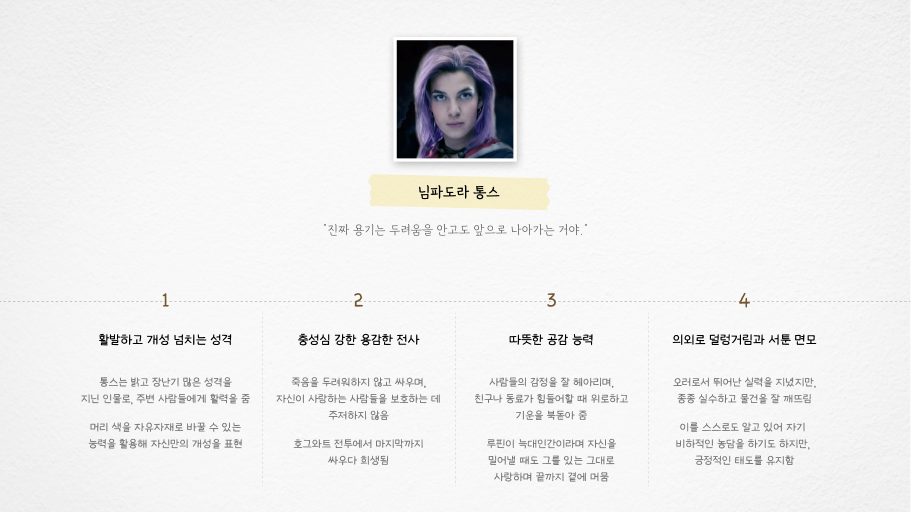 님파도라 통스
"진짜 용기는 두려움을 안고도 앞으로 나아가는 거야."
1
활발하고 개성 넘치는 성격
통스는 밝고 장난기 많은 성격을
지닌 인물로, 주변 사람들에게 활력을 줌
머리 색을 자유자재로 바꿀 수 있는
능력을 활용해 자신만의 개성을 표현
2
충성심 강한 용감한 전사
죽음을 두려워하지 않고 싸우며,
자신이 사랑하는 사람들을 보호하는 데
주저하지 않음
호그와트 전투에서 마지막까지
싸우다 희생됨
3
따뜻한 공감 능력
사람들의 감정을 잘 헤아리며,
친구나 동료가 힘들어할 때 위로하고
기운을 북돋아 줌
루핀이 늑대인간이라며 자신을
밀어낼 때도 그를 있는 그대로
사랑하며 끝까지 곁에 머묾
4
의외로 덜렁거림과 서툰 면모
오러로서 뛰어난 실력을 지녔지만,
종종 실수하고 물건을 잘 깨뜨림
이를 스스로도 알고 있어 자기
비하적인 농담을 하기도 하지만,
긍정적인 태도를 유지함